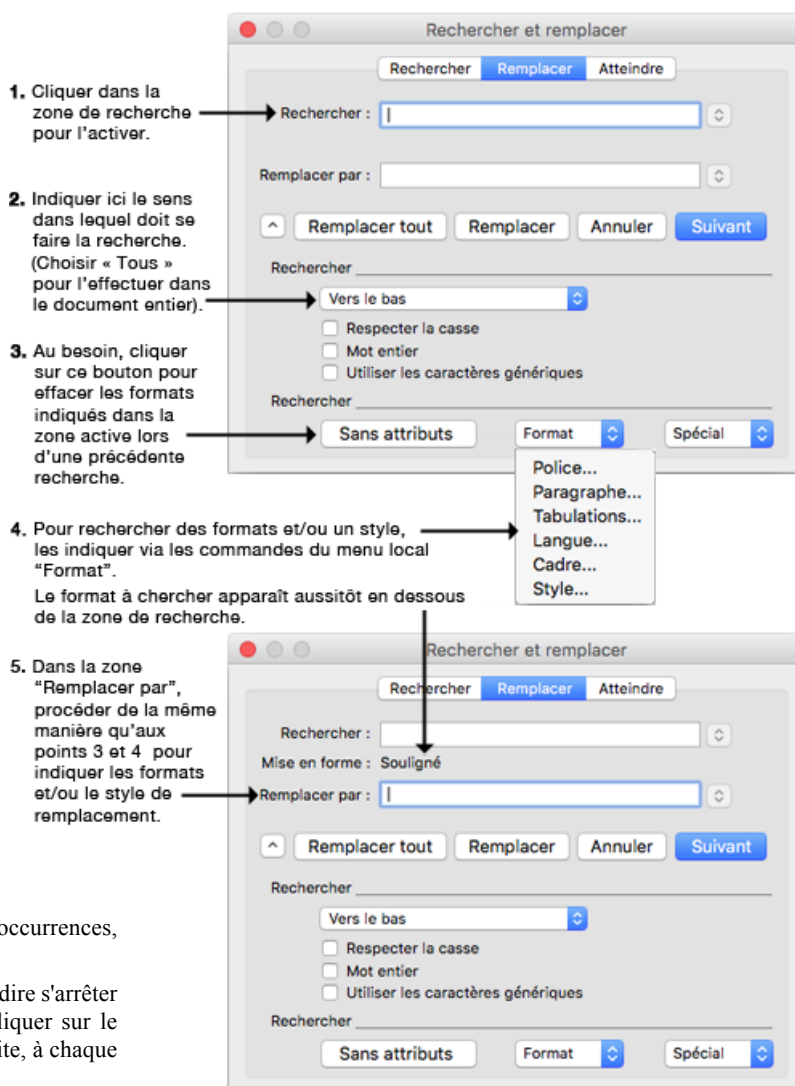 Rechercher et remplacer
Rechercher Remplacer Atteindre
1. Cliquer dans la
zone de recherche
pour l'activer.
Rechercher :
Remplacer par :
2. Indiquer ici le sens
dans lequel doit se
faire la recherche.
(Choisir « Tous »
pour l'effectuer dans
le document entier).
Remplacer tout Remplacer Annuler Suivant
Rechercher
Vers le bas
Respecter la casse
Mot entier
Utiliser les caractères génériques
3. Au besoin, cliquer
sur ce bouton pour
effacer les formats
indiqués dans la
zone active lors
d'une précédente
recherche.
Rechercher
Sans attributs Format Spécial
Police...
Paragraphe...
Tabulations...
Langue...
Cadre...
Style...
4. Pour rechercher des formats et/ou un style,
les indiquer via les commandes du menu local
"Format".
Le format à chercher apparaît aussitôt en dessous
de la zone de recherche.
Rechercher et remplacer
Rechercher Remplacer Atteindre
5. Dans la zone
"Remplacer par",
procéder de la même
manière qu'aux
points 3 et 4 pour
indiquer les formats
et/ou le style de
remplacement.
Rechercher :
Mise en forme : Souligné
Remplacer par :
Remplacer tout Remplacer Annuler Suivant
Rechercher
Vers le bas
Respecter la casse
Mot entier
Utiliser les caractères génériques
Rechercher
Sans attributs Format Spécial
occurrences,
dire s'arrêter
liquer sur le
ite, à chaque